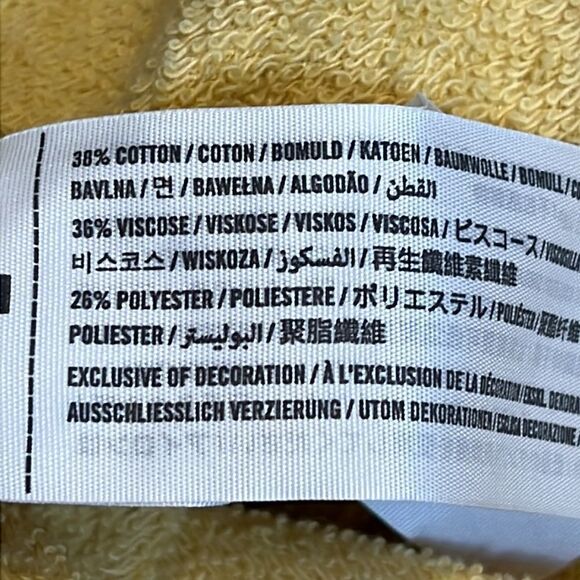 38% COTTON / COTON / BOMULD / KATOEN / BAUMWOLLE / BOMULL /
BAVLNA / 면 / BAWEŁNA / ALGODÃO / القطن
36% VISCOSE / VISKOSE / VISKOS / VISCOSA / ビスコース /
비스코스 / WISKOZA / الفسكوز / 再生纖維素纖維
26% POLYESTER / POLIESTERE / ポリエステル / POLIÉSTER /
POLIESTER / البوليستر / 聚脂纖維
EXCLUSIVE OF DECORATION / À L'EXCLUSION DE LA DÉCORATION / EKSKL.
AUSSCHLIESSLICH VERZIERUNG / UTOM DEKORATIONEN / ESCLUSA DECORAZIONE /